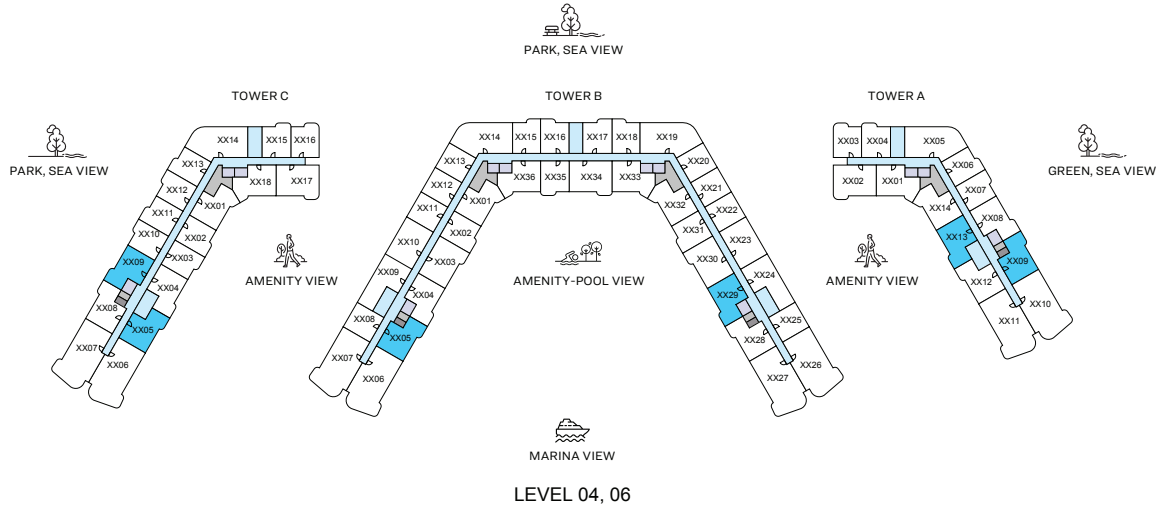 PARK, SEA VIEW
TOWER C
TOWER B
TOWER A
PARK, SEA VIEW
GREEN, SEA VIEW
XX14
XX15
XX16
XX13
XX12
XX11
XX10
XX09
XX08
XX07
XX06
XX05
XX04
XX03
XX02
XX01
XX18
XX17
AMENITY VIEW
XX14
XX15
XX16
XX17
XX18
XX19
XX13
XX12
XX11
XX10
XX09
XX08
XX07
XX06
XX05
XX04
XX03
XX02
XX01
XX36
XX35
XX34
XX33
XX32
XX31
XX30
XX29
XX28
XX27
XX26
XX25
XX24
XX23
XX22
XX21
XX20
AMENITY-POOL VIEW
AMENITY VIEW
XX03
XX04
XX05
XX02
XX01
XX06
XX07
XX08
XX09
XX10
XX11
XX12
XX13
XX14
MARINA VIEW
LEVEL 04, 06